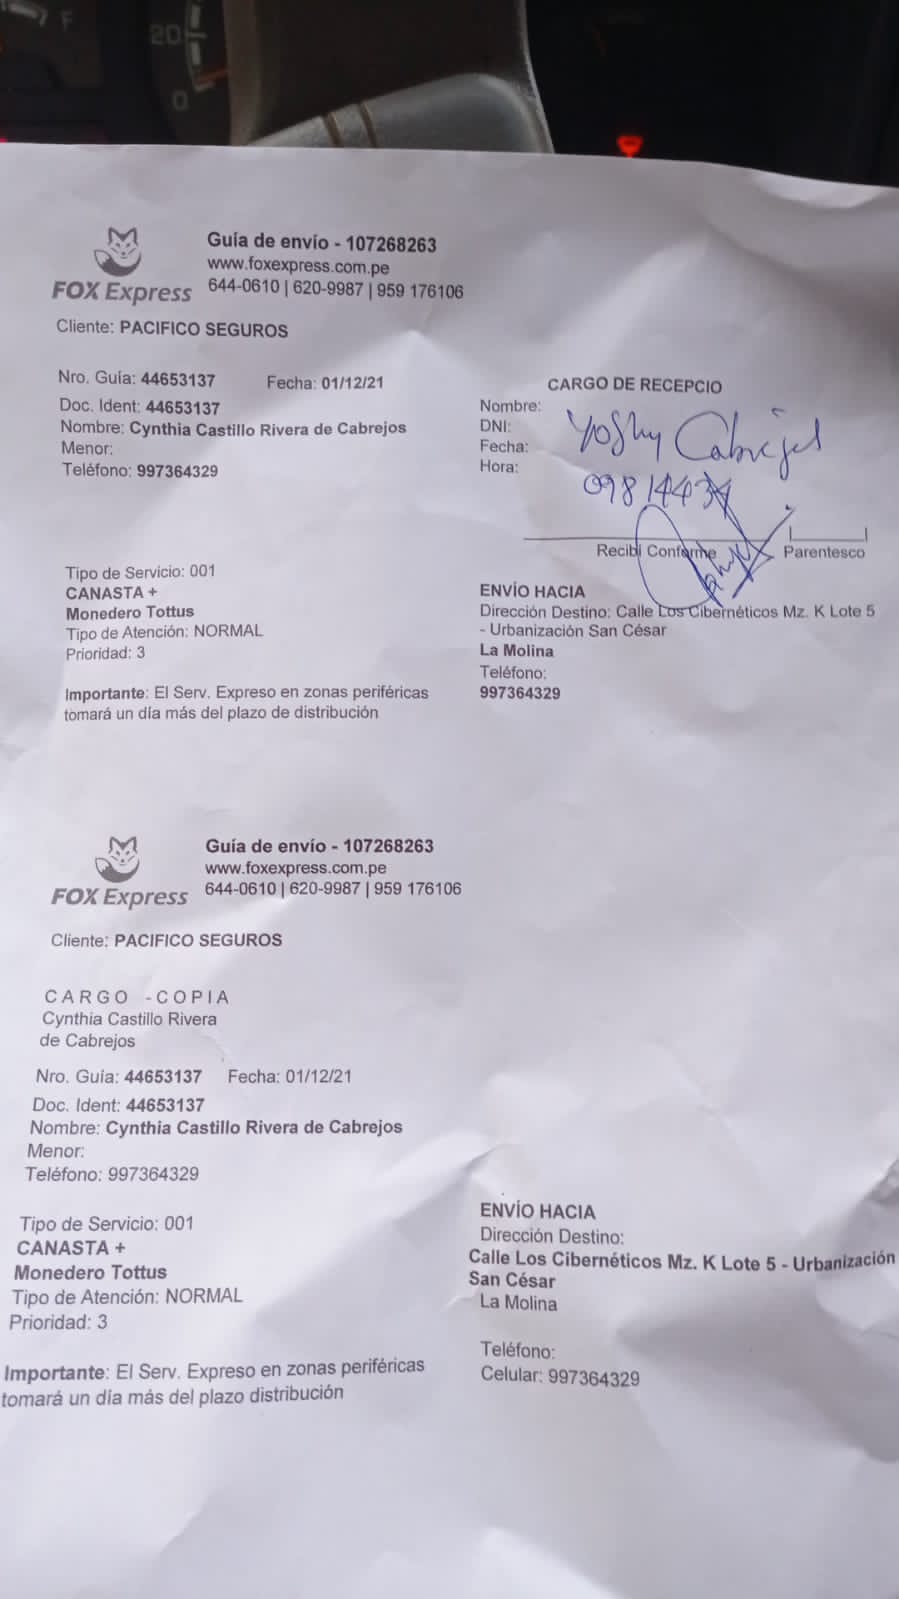 F
20
0
FOX Express
Guía de envío - 107268263
www.foxexpress.com.pe
644-0610 | 620-9987 | 959 176106
Cliente: PACIFICO SEGUROS
Nro. Guía: 44653137 Fecha: 01/12/21
Doc. Ident: 44653137
Nombre: Cynthia Castillo Rivera de Cabrejos
Menor:
Teléfono: 997364329
CARGO DE RECEPCIO
Nombre:
DNI:
Fecha:
Hora:
Yoshy Cabrejos
Recibí Conforme
Parentesco
Tipo de Servicio: 001
CANASTA +
Monedero Tottus
Tipo de Atención: NORMAL
Prioridad: 3
Importante: El Serv. Expreso en zonas periféricas
tomará un día más del plazo de distribución
ENVÍO HACIA
Dirección Destino: Calle Los Cibernéticos Mz. K Lote 5
- Urbanización San César
La Molina
Teléfono:
997364329
FOX Express
Guía de envío - 107268263
www.foxexpress.com.pe
644-0610 | 620-9987 | 959 176106
Cliente: PACIFICO SEGUROS
CARGO -COPIA
Cynthia Castillo Rivera
de Cabrejos
Nro. Guía: 44653137 Fecha: 01/12/21
Doc. Ident: 44653137
Nombre: Cynthia Castillo Rivera de Cabrejos
Menor:
Teléfono: 997364329
Tipo de Servicio: 001
CANASTA +
Monedero Tottus
Tipo de Atención: NORMAL
Prioridad: 3
Importante: El Serv. Expreso en zonas periféricas
tomará un día más del plazo distribución
ENVÍO HACIA
Dirección Destino:
Calle Los Cibernéticos Mz. K Lote 5 - Urbanización
San César
La Molina
Teléfono:
Celular: 997364329